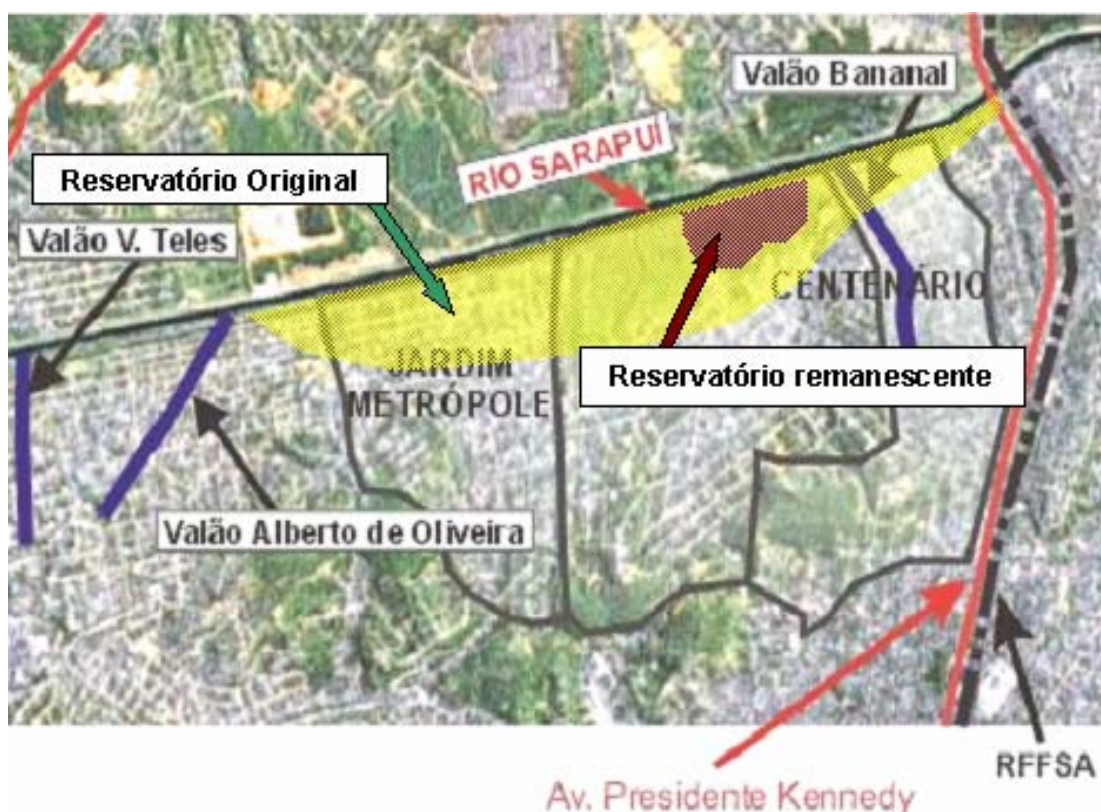 Valão Bananal
RÍO SARAPUÍ
Reservatório Original
Valão V. Teles
CENTENÁRIO
Reservatório remanescente
JARDIM
METRÓPOLE
Valão Alberto de Oliveira
RFFSA
Av. Presidente Kennedy